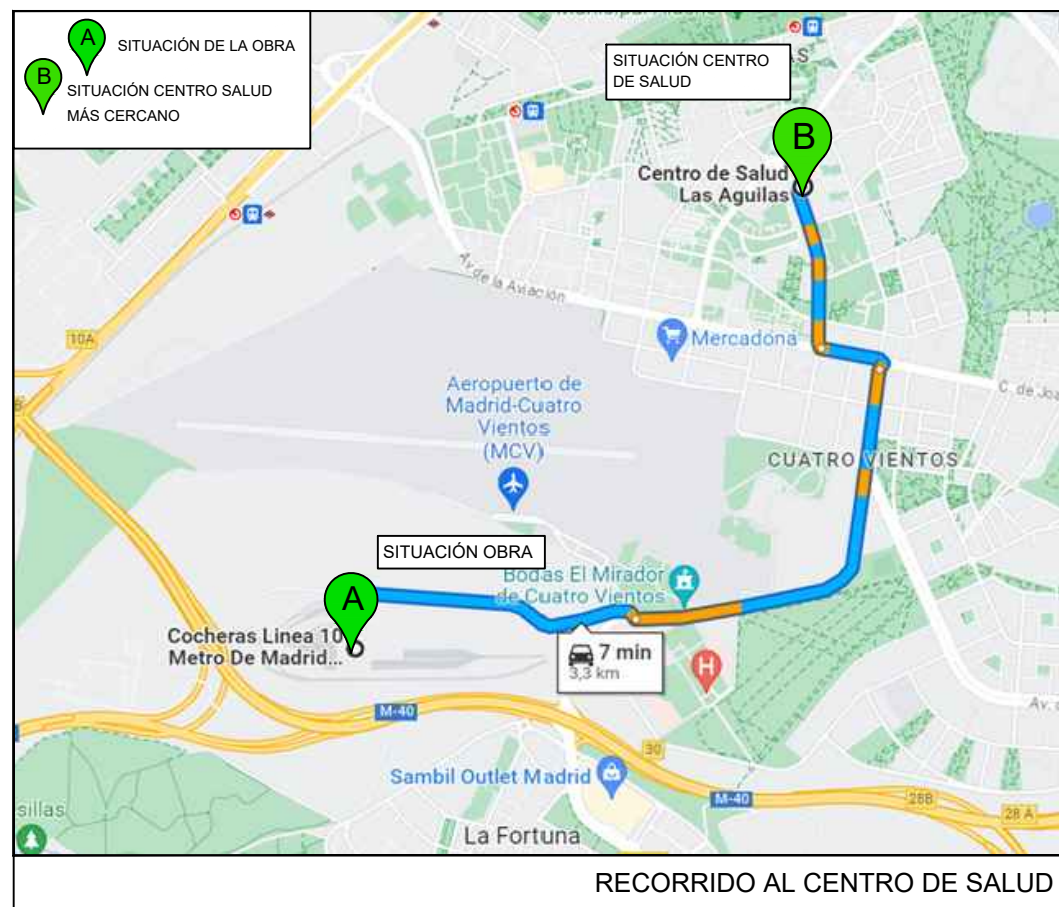 A
SITUACIÓN DE LA OBRA
B
SITUACIÓN CENTRO SALUD
MÁS CERCANO
SITUACIÓN CENTRO
DE SALUD
B
Centro de Salud
Las Aguilas
Av. de la Aviación
10A
Mercadona
Aeropuerto de
Madrid-Cuatro
Vientos
(MCV)
C. de Joa
CUATRO VIENTOS
SITUACIÓN OBRA
Bodas El Mirador
de Cuatro Vientos
A
Cocheras Linea 10
Metro De Madrid...
7 min
3,3 km
H
M-40
Av. d
30
Sambil Outlet Madrid
M-40
28B
28 A
sillas
La Fortuna
RECORRIDO AL CENTRO DE SALUD